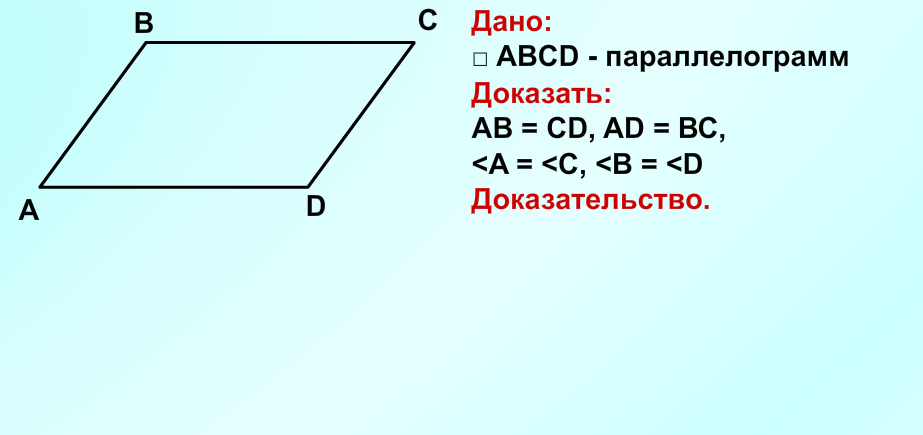 B
C
A
D
Дано:
□ ABCD - параллелограмм
Доказать:
AB = CD, AD = BC,
<A = <C, <B = <D
Доказательство.